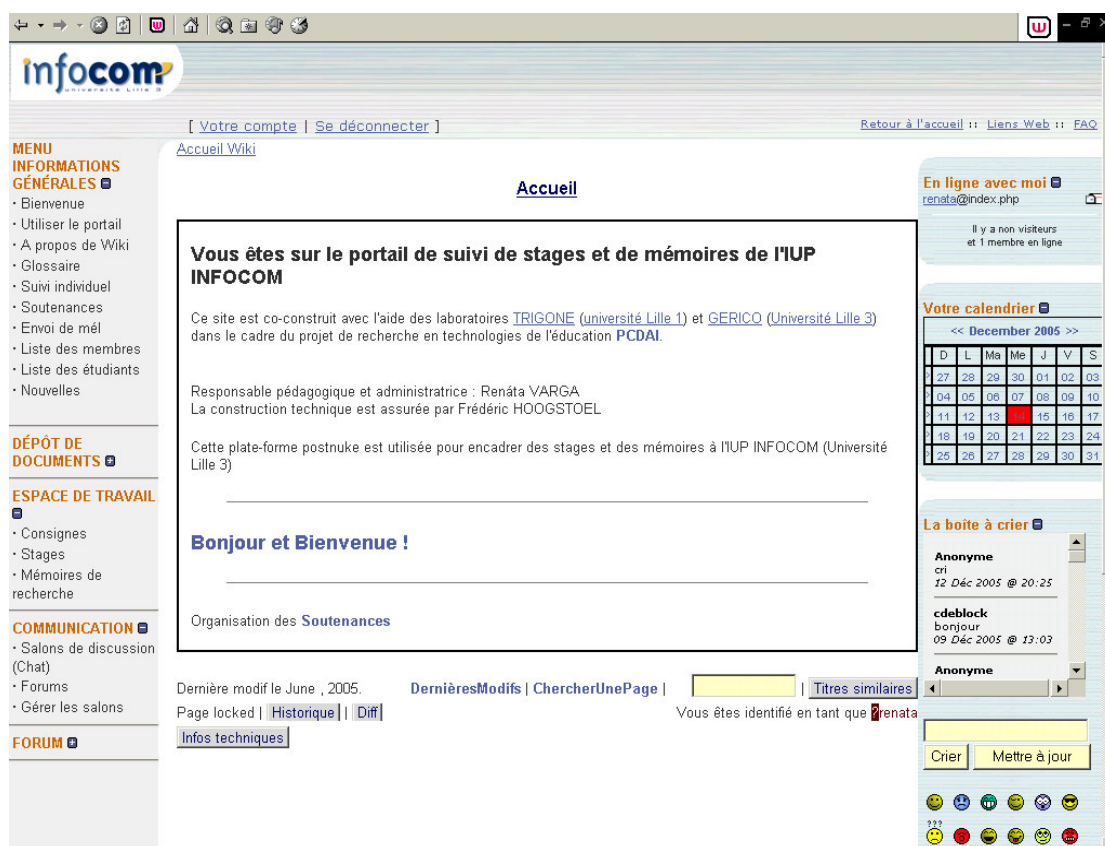 infocom
université Lille 3
[ Votre compte | Se déconnecter ]
Retour à l'accueil :: Liens Web :: FAQ
MENU
INFORMATIONS
GÉNÉRALES
· Bienvenue
· Utiliser le portail
· A propos de Wiki
· Glossaire
· Suivi individuel
· Soutenances
· Envoi de mél
· Liste des membres
· Liste des étudiants
· Nouvelles
DÉPÔT DE
DOCUMENTS
ESPACE DE TRAVAIL
· Consignes
· Stages
· Mémoires de
recherche
COMMUNICATION
· Salons de discussion
(Chat)
· Forums
· Gérer les salons
FORUM
Accueil Wiki
Accueil
Vous êtes sur le portail de suivi de stages et de mémoires de l'IUP
INFOCOM
Ce site est co-construit avec l'aide des laboratoires TRIGONE (université Lille 1) et GERICO (Université Lille 3)
dans le cadre du projet de recherche en technologies de l'éducation PCDAI.
Responsable pédagogique et administratrice : Renáta VARGA
La construction technique est assurée par Frédéric HOOGSTOEL
Cette plate-forme postnuke est utilisée pour encadrer des stages et des mémoires à l'IUP INFOCOM (Université
Lille 3)
Bonjour et Bienvenue !
Organisation des Soutenances
Dernière modif le June , 2005. DernièresModifs | ChercherUnePage | | Titres similaires
Page locked | Historique | | Diff
Vous êtes identifié en tant que ?renata
Infos techniques
En ligne avec moi
renata@index.php
Il y a non visiteurs
et 1 membre en ligne
Votre calendrier
<< December 2005 >>
D L Ma Me J V S
27 28 29 30 01 02 03
04 05 06 07 08 09 10
11 12 13 14 15 16 17
18 19 20 21 22 23 24
25 26 27 28 29 30 31
La boîte à crier
Anonyme
cri
12 Déc 2005 @ 20:25
cdeblock
bonjour
09 Déc 2005 @ 13:03
Anonyme
Crier Mettre à jour
???